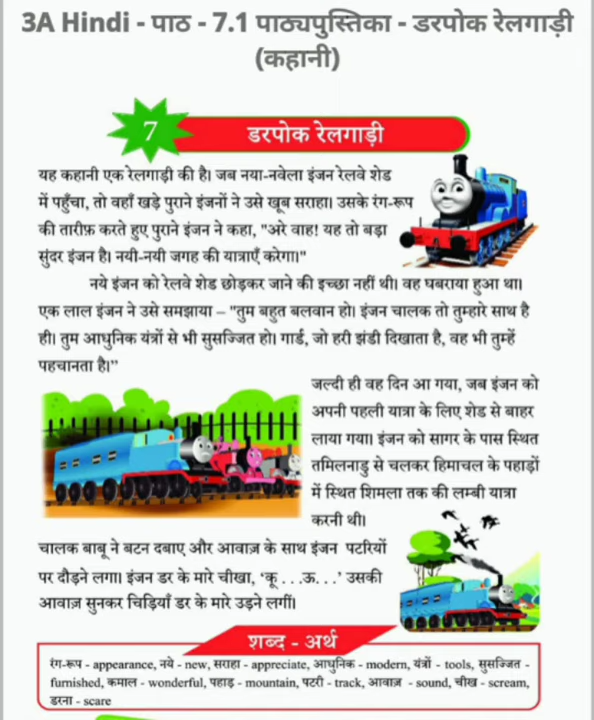 3A Hindi - पाठ - 7.1 पाठ्यपुस्तिका - डरपोक रेलगाड़ी
(कहानी)
7
डरपोक रेलगाड़ी
यह कहानी एक रेलगाड़ी की है। जब नया-नवेला इंजन रेलवे शेड
में पहुँचा, तो वहाँ खड़े पुराने इंजनों ने उसे खूब सराहा। उसके रंग-रूप
की तारीफ़ करते हुए पुराने इंजन ने कहा, "अरे वाह! यह तो बड़ा
सुंदर इंजन है। नयी-नयी जगह की यात्राएँ करेगा।"
नये इंजन को रेलवे शेड छोड़कर जाने की इच्छा नहीं थी। वह घबराया हुआ था।
एक लाल इंजन ने उसे समझाया – "तुम बहुत बलवान हो। इंजन चालक तो तुम्हारे साथ है
ही। तुम आधुनिक यंत्रों से भी सुसज्जित हो। गार्ड, जो हरी झंडी दिखाता है, वह भी तुम्हें
पहचानता है।"
जल्दी ही वह दिन आ गया, जब इंजन को
अपनी पहली यात्रा के लिए शेड से बाहर
लाया गया। इंजन को सागर के पास स्थित
तमिलनाडु से चलकर हिमाचल के पहाड़ों
में स्थित शिमला तक की लम्बी यात्रा
करनी थी।
चालक बाबू ने बटन दबाए और आवाज़ के साथ इंजन पटरियों
पर दौड़ने लगा। इंजन डर के मारे चीखा, 'कू . . .ऊ. . .' उसकी
आवाज़ सुनकर चिड़ियाँ डर के मारे उड़ने लगीं।
शब्द - अर्थ
रंग-रूप - appearance, नये - new, सराहा - appreciate, आधुनिक - modern, यंत्रों - tools, सुसज्जित -
furnished, कमाल - wonderful, पहाड़ - mountain, पटरी - track, आवाज़ - sound, चीख - scream,
डरना - scare